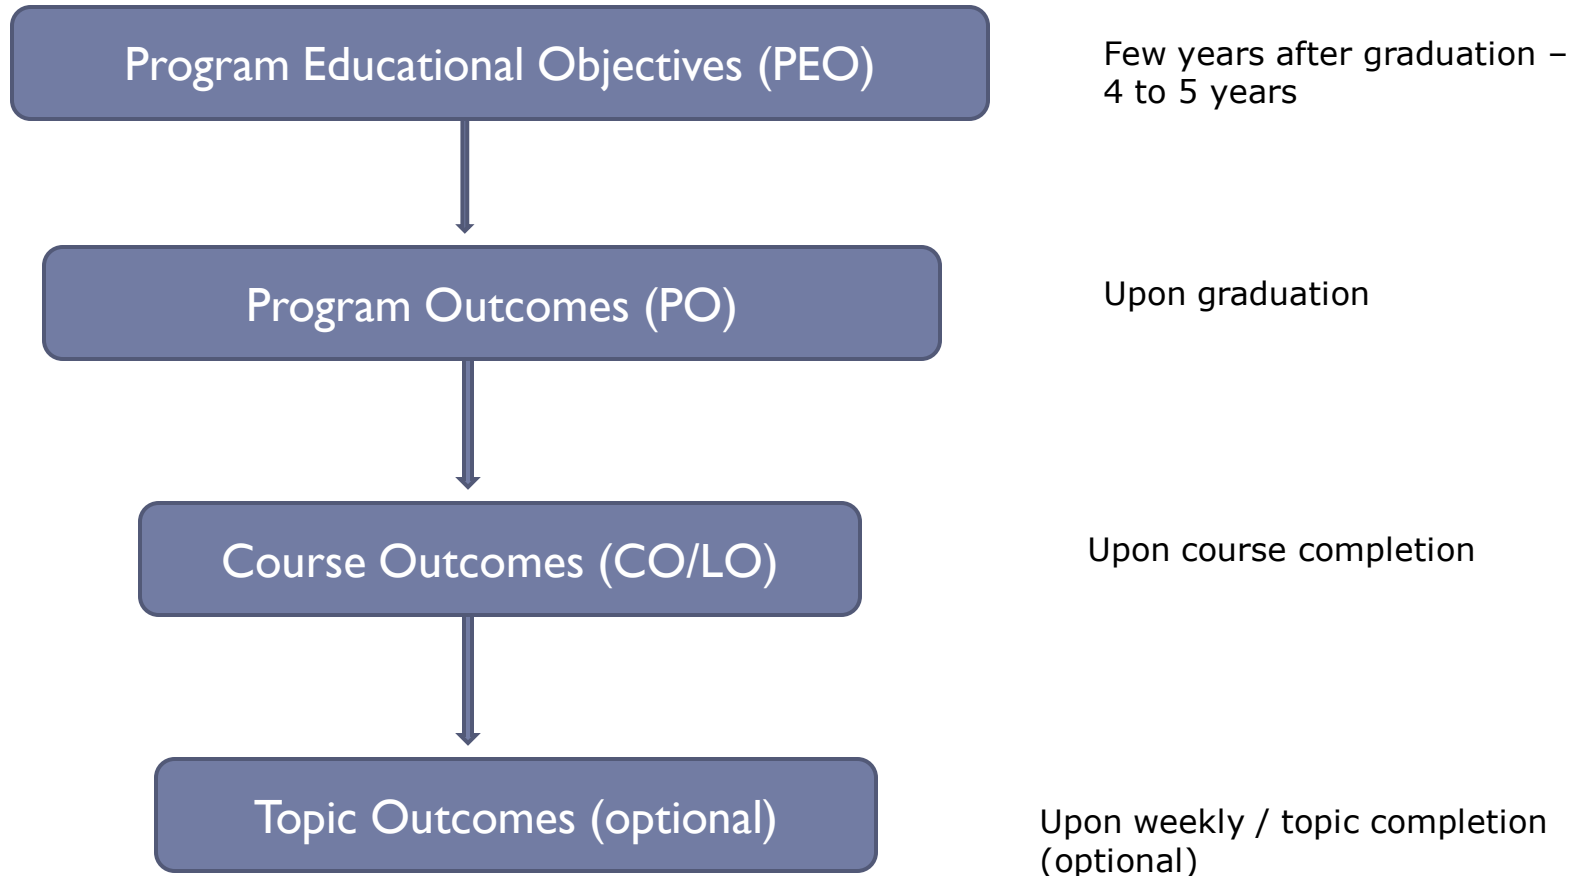 Program Educational Objectives (PEO)
Few years after graduation –
4 to 5 years
Program Outcomes (PO)
Upon graduation
Course Outcomes (CO/LO)
Upon course completion
Topic Outcomes (optional)
Upon weekly / topic completion
(optional)